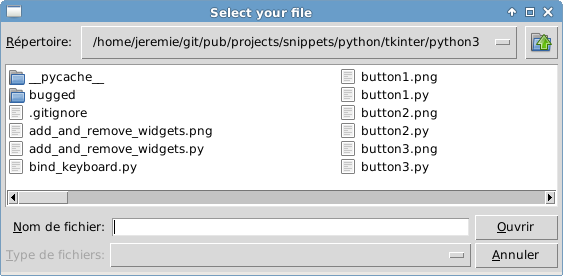 Select your file
Répertoire: /home/jeremie/git/pub/projects/snippets/python/tkinter/python3
__pycache__
bugged
.gitignore
add_and_remove_widgets.png
add_and_remove_widgets.py
bind_keyboard.py
button1.png
button1.py
button2.png
button2.py
button3.png
button3.py
Nom de fichier: Ouvrir
Type de fichiers: Annuler